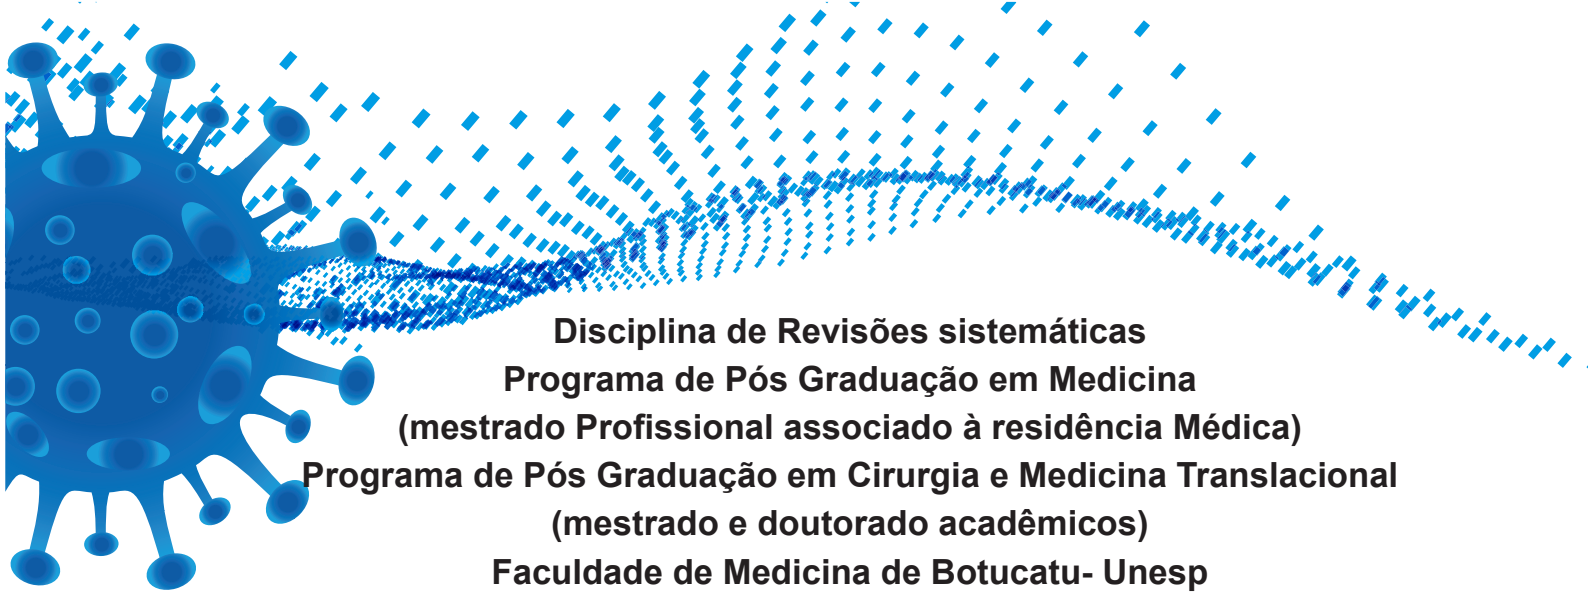 Disciplina de Revisões sistemáticas
Programa de Pós Graduação em Medicina
(mestrado Profissional associado à residência Médica)
Programa de Pós Graduação em Cirurgia e Medicina Translacional
(mestrado e doutorado acadêmicos)
Faculdade de Medicina de Botucatu- Unesp